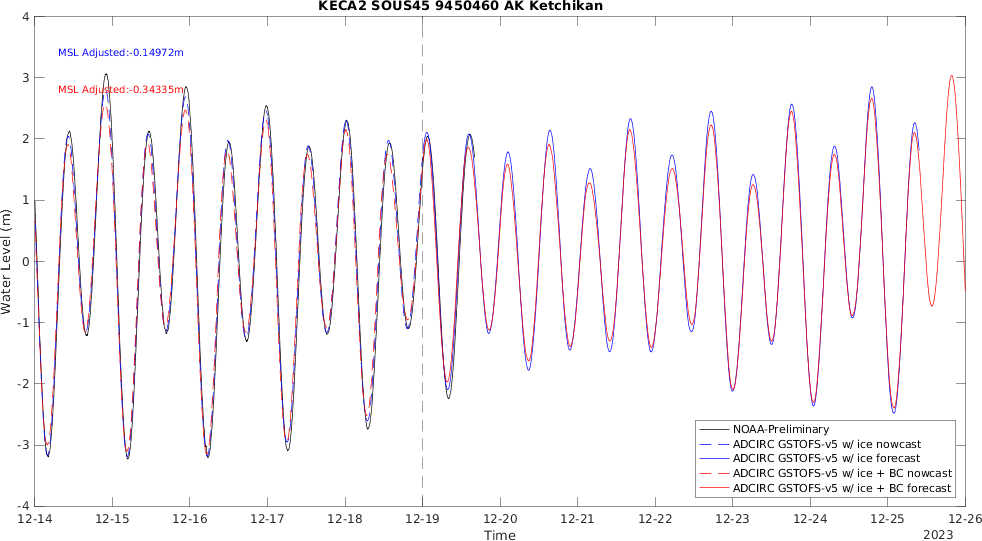 KECA2 SOUS45 9450460 AK Ketchikan
MSL Adjusted:-0.14972m
MSL Adjusted:-0.34335m
4
3
2
1
0
-1
-2
-3
-4
Water Level (m)
12-14 12-15 12-16 12-17 12-18 12-19 12-20 12-21 12-22 12-23 12-24 12-25 12-26
Time
2023
NOAA-Preliminary
ADCIRC GSTOFS-v5 w/ ice nowcast
ADCIRC GSTOFS-v5 w/ ice forecast
ADCIRC GSTOFS-v5 w/ ice + BC nowcast
ADCIRC GSTOFS-v5 w/ ice + BC forecast